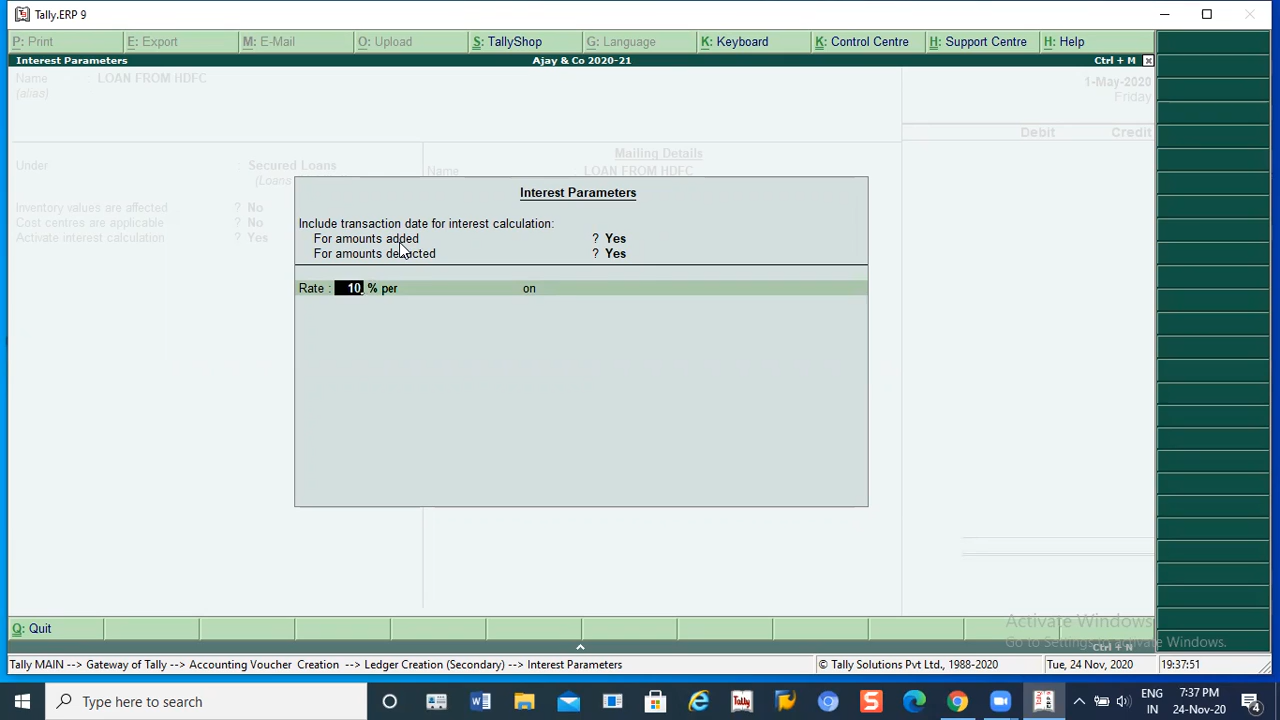 Tally.ERP 9
P: Print E: Export M: E-Mail O: Upload S: TallyShop G: Language K: Keyboard K: Control Centre H: Support Centre H: Help
Interest Parameters Ajay & Co 2020-21 Ctrl + M
Name LOAN FROM HDFC 1-May-2020
(alias) Friday
Debit Credit
Mailing Details
Under : Secured Loans
(Loans Name LOAN FROM HDFC
Interest Parameters
Inventory values are affected ? No
Cost centres are applicable ? No
Activate interest calculation ? Yes
Include transaction date for interest calculation:
For amounts added ? Yes
For amounts deducted ? Yes
Rate : 10 % per on
Activate Windows
Go to Settings to activate Windows.
Q: Quit
Ctrl + N
Tally MAIN --> Gateway of Tally --> Accounting Voucher Creation --> Ledger Creation (Secondary) --> Interest Parameters © Tally Solutions Pvt Ltd., 1988-2020 Tue, 24 Nov, 2020 19:37:51
Type here to search
ENG 7:37 PM
IN 24-Nov-20
4